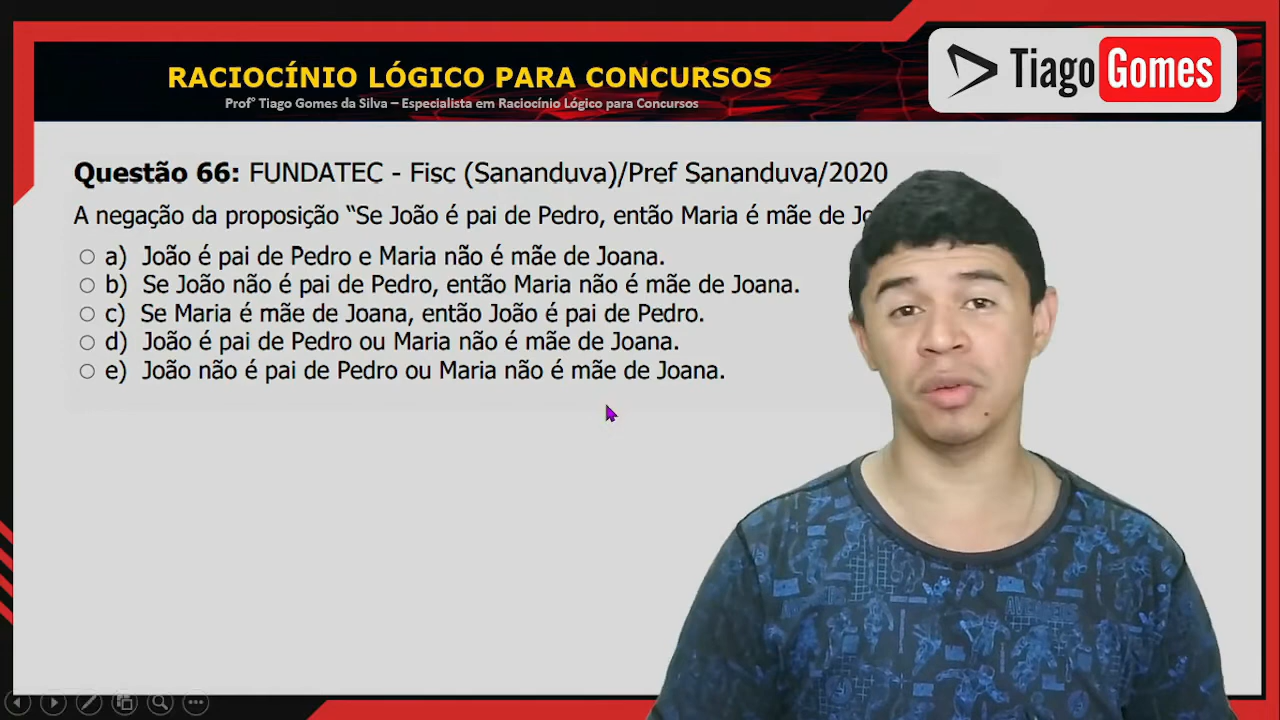 RACIOCÍNIO LÓGICO PARA CONCURSOS
Prof° Tiago Gomes da Silva – Especialista em Raciocínio Lógico para Concursos
Tiago Gomes
Questão 66: FUNDATEC - Fisc (Sananduva)/Pref Sananduva/2020
A negação da proposição “Se João é pai de Pedro, então Maria é mãe de
a) João é pai de Pedro e Maria não é mãe de Joana.
b) Se João não é pai de Pedro, então Maria não é mãe de Joana.
c) Se Maria é mãe de Joana, então João é pai de Pedro.
d) João é pai de Pedro ou Maria não é mãe de Joana.
e) João não é pai de Pedro ou Maria não é mãe de Joana.